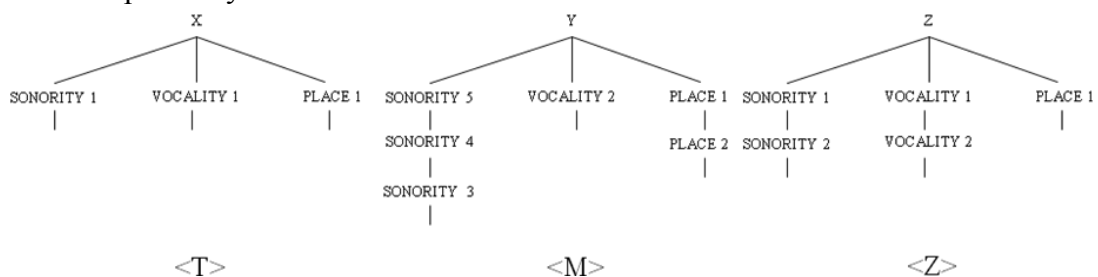 X Y Z
SONORITY 1 VOCALITY 1 PLACE 1 SONORITY 5 VOCALITY 2 PLACE 1 SONORITY 1 VOCALITY 1 PLACE 1
SONORITY 4 PLACE 2 SONORITY 2 VOCALITY 2
SONORITY 3
<T> <M> <Z>